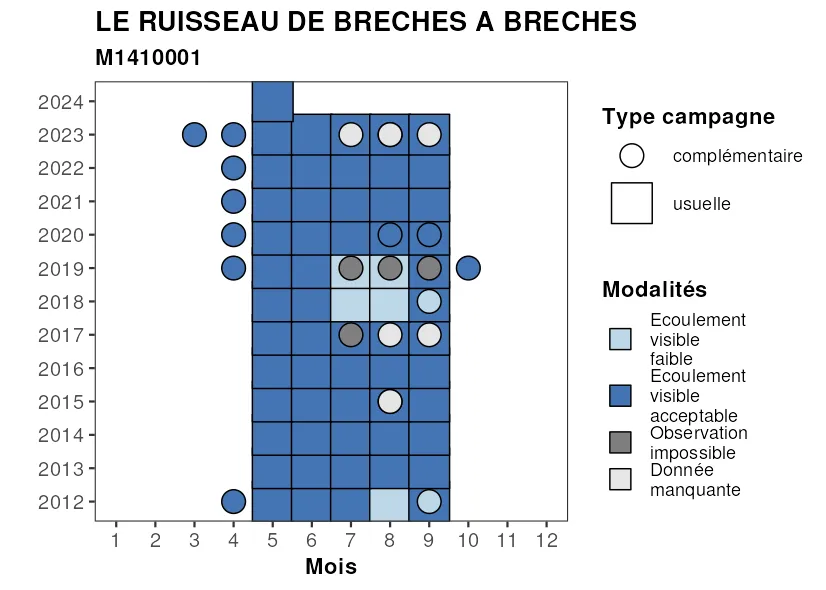 LE RUISSEAU DE BRECHES A BRECHES
M1410001
2024
2023
2022
2021
2020
2019
2018
2017
2016
2015
2014
2013
2012
1 2 3 4 5 6 7 8 9 10 11 12
Mois
Type campagne
complémentaire
usuelle
Modalités
Ecoulement
visible
faible
Ecoulement
visible
acceptable
Observation
impossible
Donnée
manquante